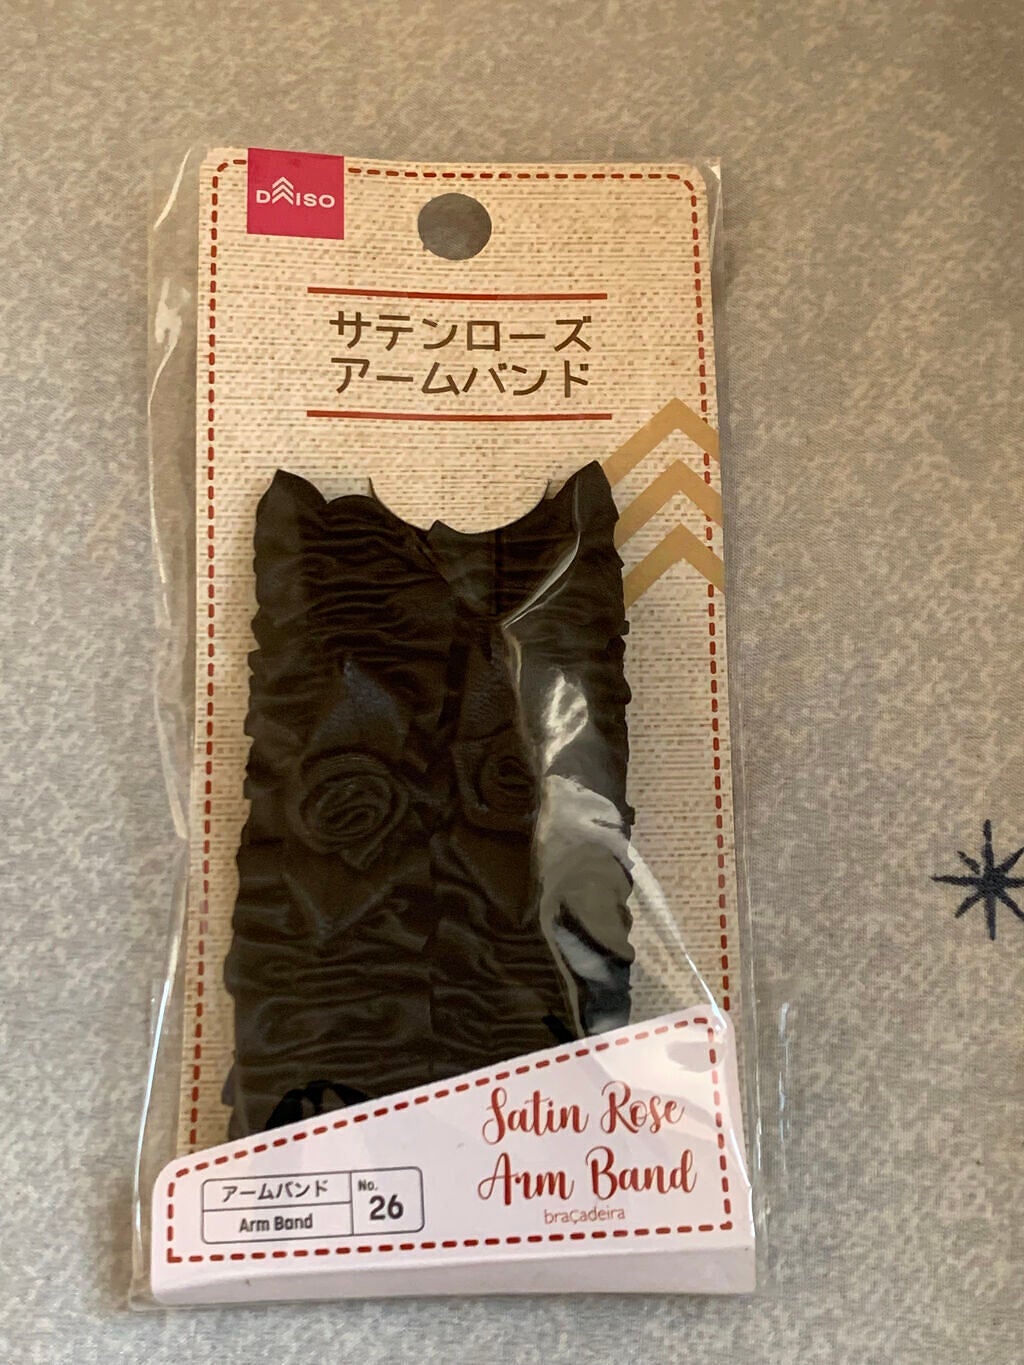 DAISO
サテンローズ
アームバンド
Satin Rose
Arm Band
braçadeira
アームバンド
Arm Band
No.
26